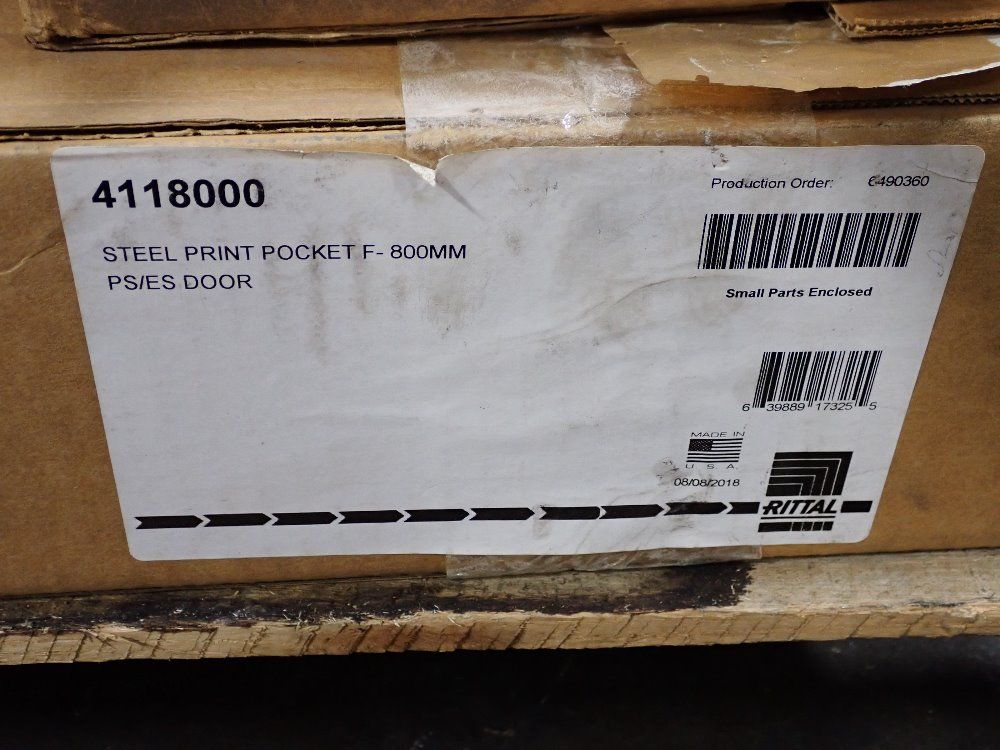 4118000
STEEL PRINT POCKET F- 800MM
PS/ES DOOR
Production Order: 6490360
Small Parts Enclosed
6 39889 17325 5
MADE IN
U. S. A.
08/08/2018
RITTAL